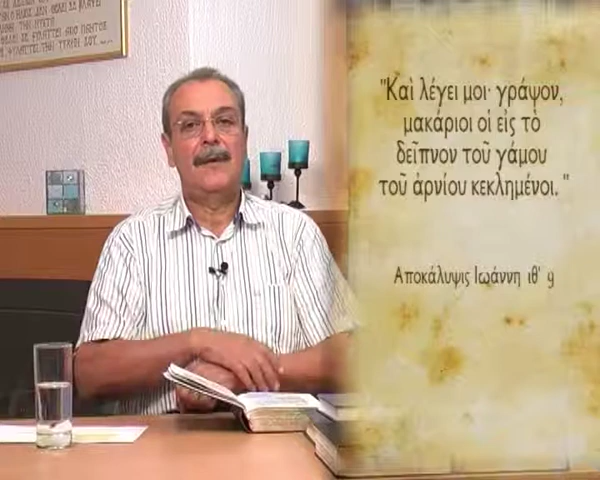 "Καὶ λέγει μοι· γράψον,
μακάριοι οἱ εἰς τὸ
δεῖπνον τοῦ γάμου
τοῦ ἀρνίου κεκλημένοι."
Αποκάλυψις Ιωάννη ιθ' 9